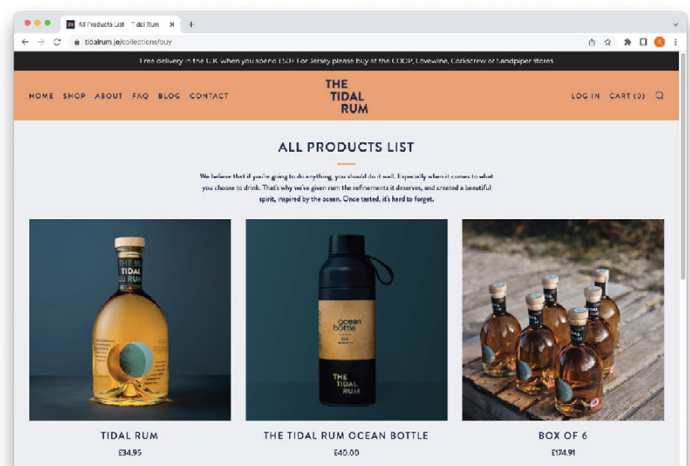 All Products List – Tidal Rum
tidalrum.je/collections/buy
Free delivery in the U.K. when you spend £50! For Jersey please buy at the COOP, Lovewine, Corkscrew or Sandpiper stores
HOME SHOP ABOUT FAQ BLOG CONTACT
THE
TIDAL
RUM
LOG IN CART (0)
ALL PRODUCTS LIST
We believe that if you're going to do anything, you should do it well. Especially when it comes to what
you choose to drink. That's why we've given rum the refinements it deserves, and created a beautiful
spirit, inspired by the ocean. Once tasted, it's hard to forget.
TIDAL
RUM
ocean
bottle
THE
TIDAL
RUM
TIDAL RUM
THE TIDAL RUM OCEAN BOTTLE
BOX OF 6
£34.95
£40.00
£174.91